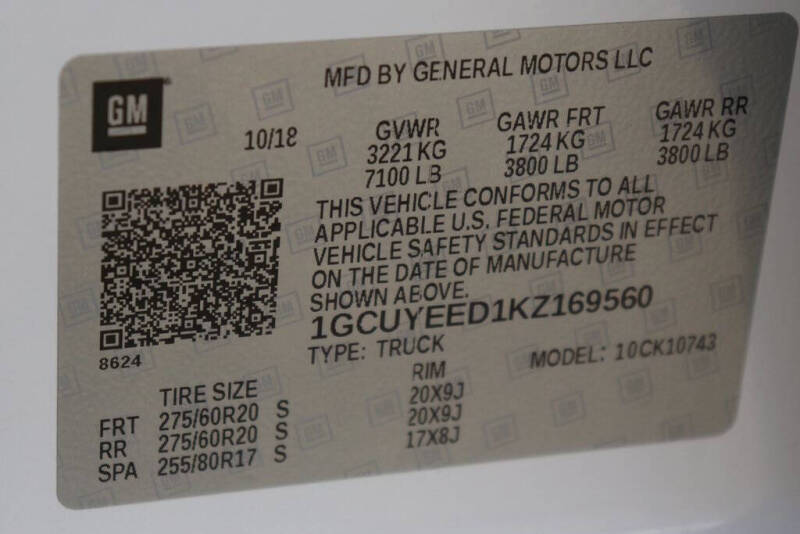 MFD BY GENERAL MOTORS LLC
GM
10/18 GVWR GAWR FRT GAWR RR
3221 KG 1724 KG 1724 KG
7100 LB 3800 LB 3800 LB
THIS VEHICLE CONFORMS TO ALL
APPLICABLE U.S. FEDERAL MOTOR
VEHICLE SAFETY STANDARDS IN EFFECT
ON THE DATE OF MANUFACTURE
SHOWN ABOVE.
1GCUYEED1KZ169560
8624
TYPE: TRUCK MODEL: 10CK10743
TIRE SIZE RIM
FRT 275/60R20 S 20X9J
RR 275/60R20 S 20X9J
SPA 255/80R17 S 17X8J